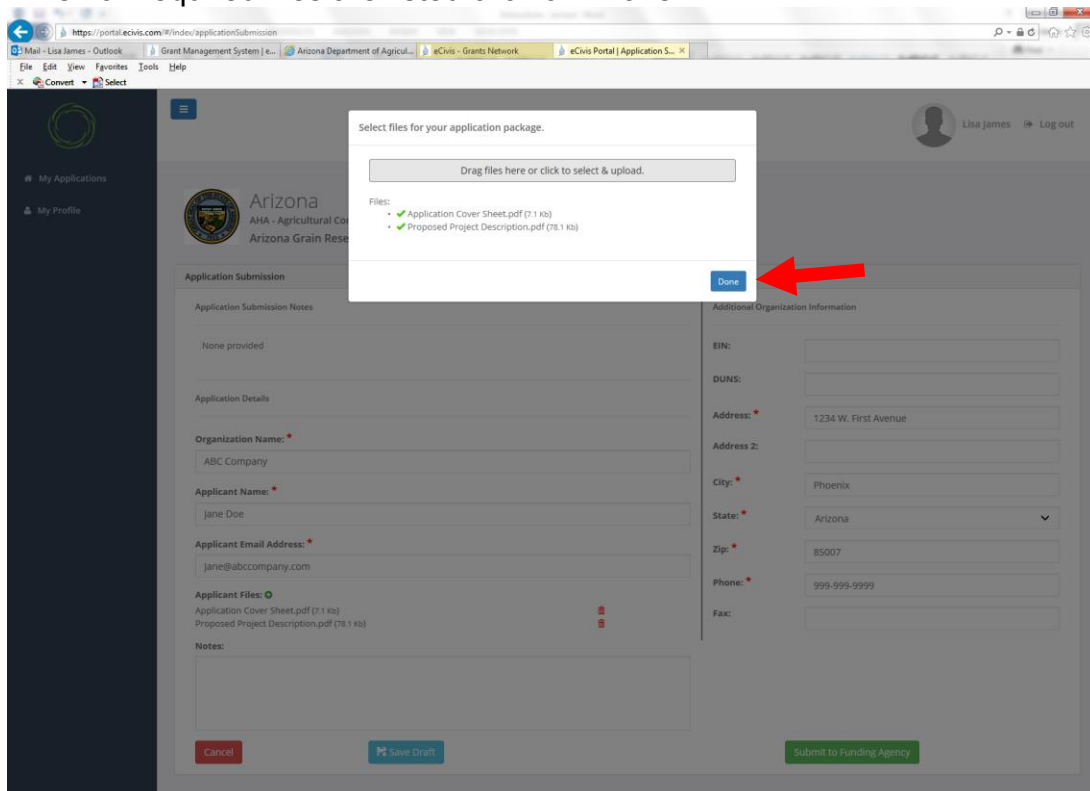 https://portal.ecivis.com/#/index/applicationSubmission
Mail - Lisa James - Outlook
Grant Management System | e...
Arizona Department of Agricul...
eCivis - Grants Network
eCivis Portal | Application S...
File Edit View Favorites Tools Help
Convert Select
Select files for your application package.
Lisa James Log out
Drag files here or click to select & upload.
My Applications
Files:
Application Cover Sheet.pdf (7.1 Kb)
Proposed Project Description.pdf (78.1 Kb)
My Profile
Arizona
AHA - Agricultural Co
Arizona Grain Rese
Done
Application Submission
Application Submission Notes
None provided
Application Details
Organization Name: *
ABC Company
Applicant Name: *
Jane Doe
Applicant Email Address: *
Jane@abccompany.com
Applicant Files:
Application Cover Sheet.pdf (7.1 Kb)
Proposed Project Description.pdf (78.1 Kb)
Notes:
Additional Organization Information
EIN:
DUNS:
Address: *
1234 W. First Avenue
Address 2:
City: *
Phoenix
State: *
Arizona
Zip: *
85007
Phone: *
999-999-9999
Fax:
Cancel
Save Draft
Submit to Funding Agency